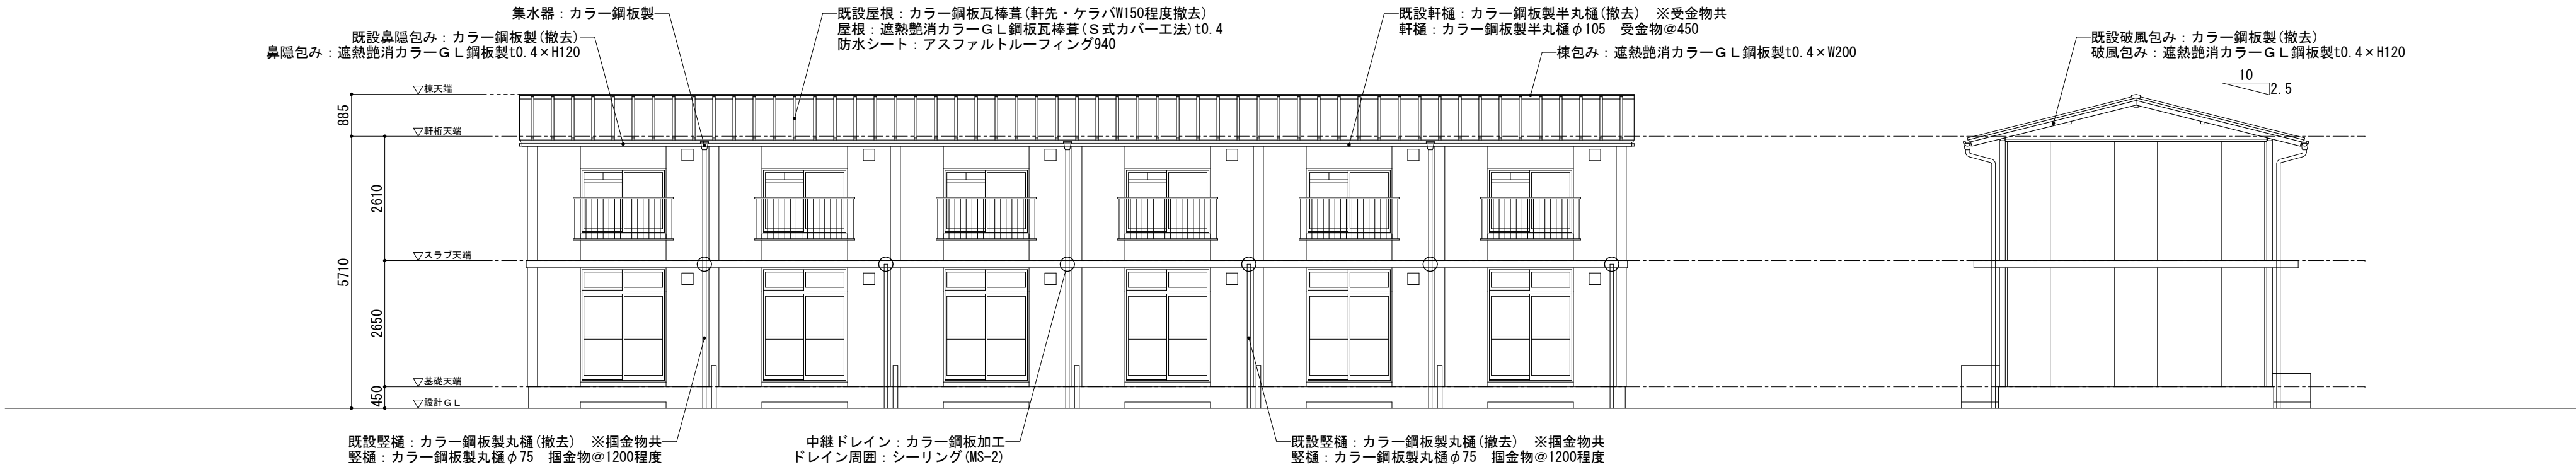 集水器：カラー鋼板製
既設鼻隠包み：カラー鋼板製(撤去)
鼻隠包み：遮熱艶消カラーＧＬ鋼板製t0.4×H120
既設屋根：カラー鋼板瓦棒葺(軒先・ケラバW150程度撤去)
屋根：遮熱艶消カラーＧＬ鋼板瓦棒葺(Ｓ式カバー工法)t0.4
防水シート：アスファルトルーフィング940
既設軒樋：カラー鋼板製半丸樋(撤去)　※受金物共
軒樋：カラー鋼板製半丸樋φ105　受金物@450
棟包み：遮熱艶消カラーＧＬ鋼板製t0.4×W200
既設破風包み：カラー鋼板製(撤去)
破風包み：遮熱艶消カラーＧＬ鋼板製t0.4×H120
10
2.5
▽棟天端
885
▽軒桁天端
2610
▽スラブ天端
5710
2650
▽基礎天端
450
▽設計ＧＬ
既設竪樋：カラー鋼板製丸樋(撤去)　※掴金物共
竪樋：カラー鋼板製丸樋φ75　掴金物@1200程度
中継ドレイン：カラー鋼板加工
ドレイン周囲：シーリング(MS-2)
既設竪樋：カラー鋼板製丸樋(撤去)　※掴金物共
竪樋：カラー鋼板製丸樋φ75　掴金物@1200程度